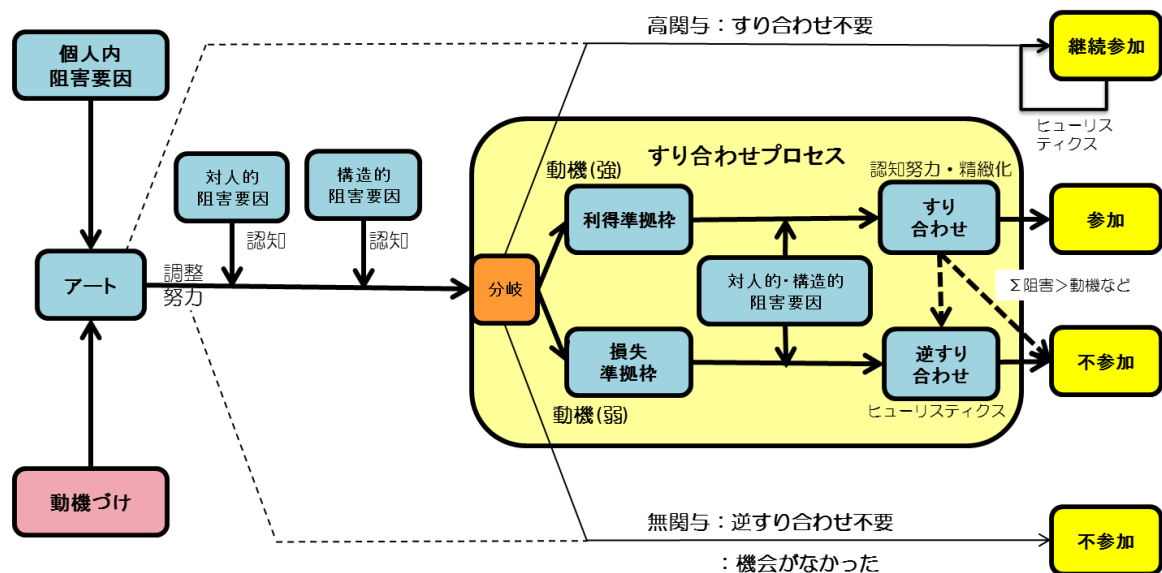 高関与：すり合わせ不要
個人内
阻害要因
継続参加
ヒューリス
ティクス
対人的
阻害要因
構造的
阻害要因
認知
認知
すり合わせプロセス
動機(強)
認知努力・精緻化
利得準拠枠
すり
合わせ
参加
アート
調整
努力
分岐
対人的・構造的
阻害要因
Σ阻害＞動機など
損失
準拠枠
逆すり
合わせ
不参加
動機(弱)
ヒューリスティクス
動機づけ
無関与：逆すり合わせ不要
：機会がなかった
不参加